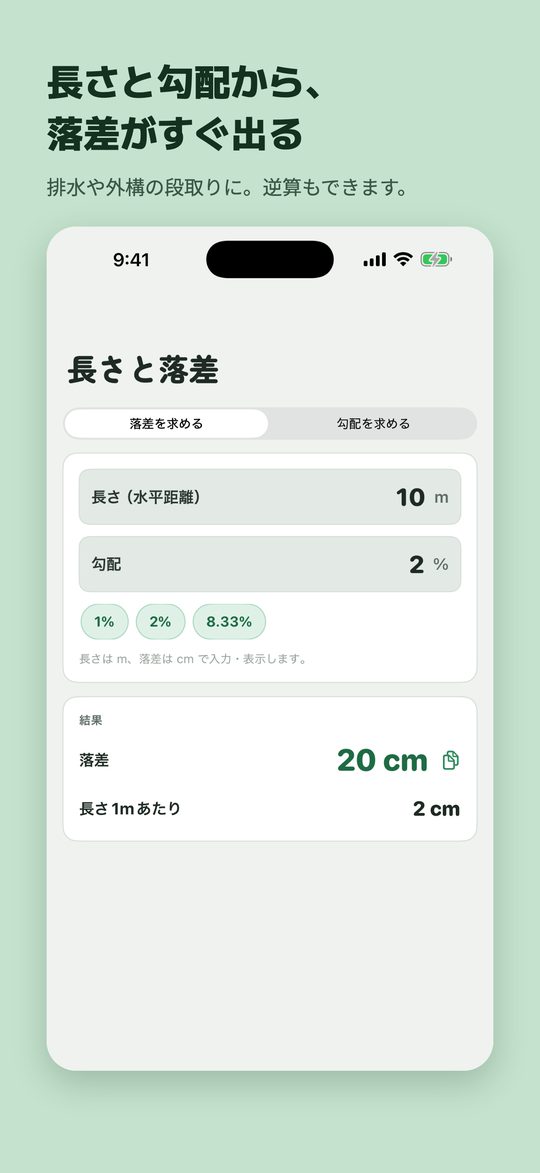 長さと勾配から、
落差がすぐ出る
排水や外構の段取りに。逆算もできます。
9:41
長さと落差
落差を求める 勾配を求める
長さ（水平距離） 10 m
勾配 2 %
1% 2% 8.33%
長さは m、落差は cm で入力・表示します。
結果
落差 20 cm
長さ1mあたり 2 cm